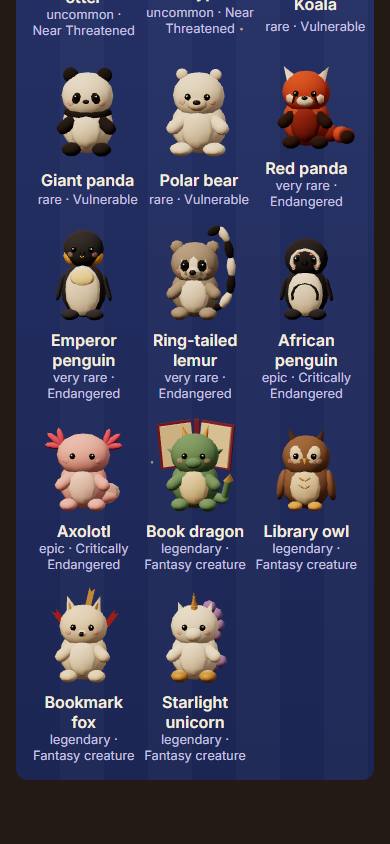 uncommon ·
Near Threatened
uncommon · Near
Threatened ·
Koala
rare · Vulnerable
Giant panda
rare · Vulnerable
Polar bear
rare · Vulnerable
Red panda
very rare ·
Endangered
Emperor
penguin
very rare ·
Endangered
Ring-tailed
lemur
very rare ·
Endangered
African
penguin
epic · Critically
Endangered
Axolotl
epic · Critically
Endangered
Book dragon
legendary ·
Fantasy creature
Library owl
legendary ·
Fantasy creature
Bookmark
fox
legendary ·
Fantasy creature
Starlight
unicorn
legendary ·
Fantasy creature